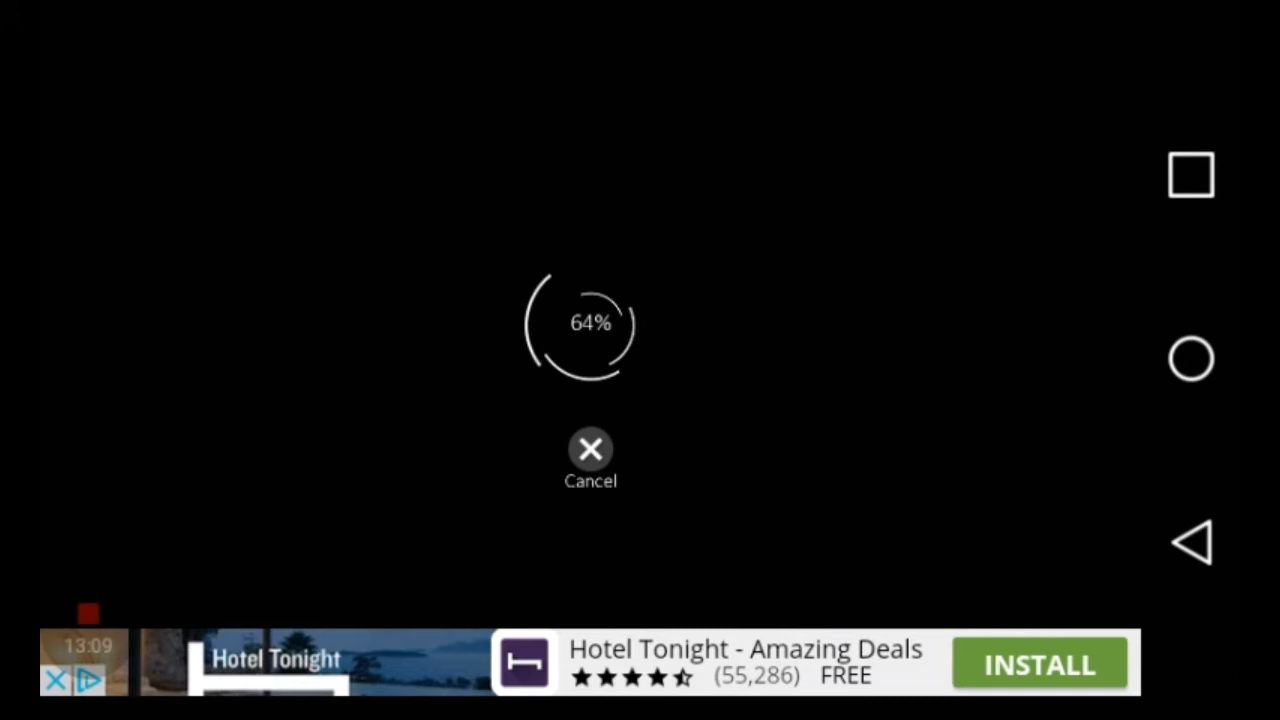 64%
Cancel
13:09
Hotel Tonight
Hotel Tonight - Amazing Deals
(55,286) FREE
INSTALL